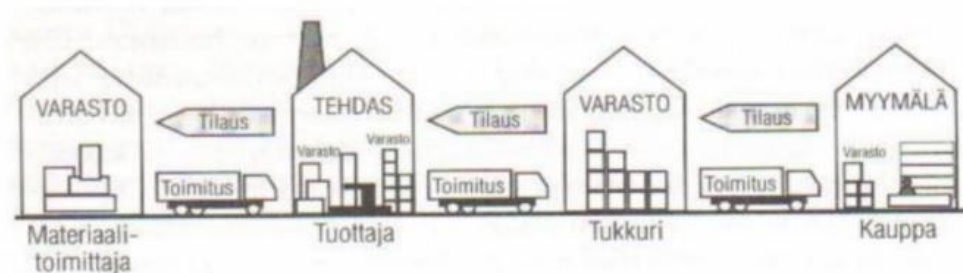 VARASTO
Tilaus
TEHDAS
Tilaus
VARASTO
Tilaus
MYYMÄLÄ
Varasto
Varasto
Varasto
Toimitus
Toimitus
Toimitus
Materiaali-
toimittaja
Tuottaja
Tukkuri
Kauppa